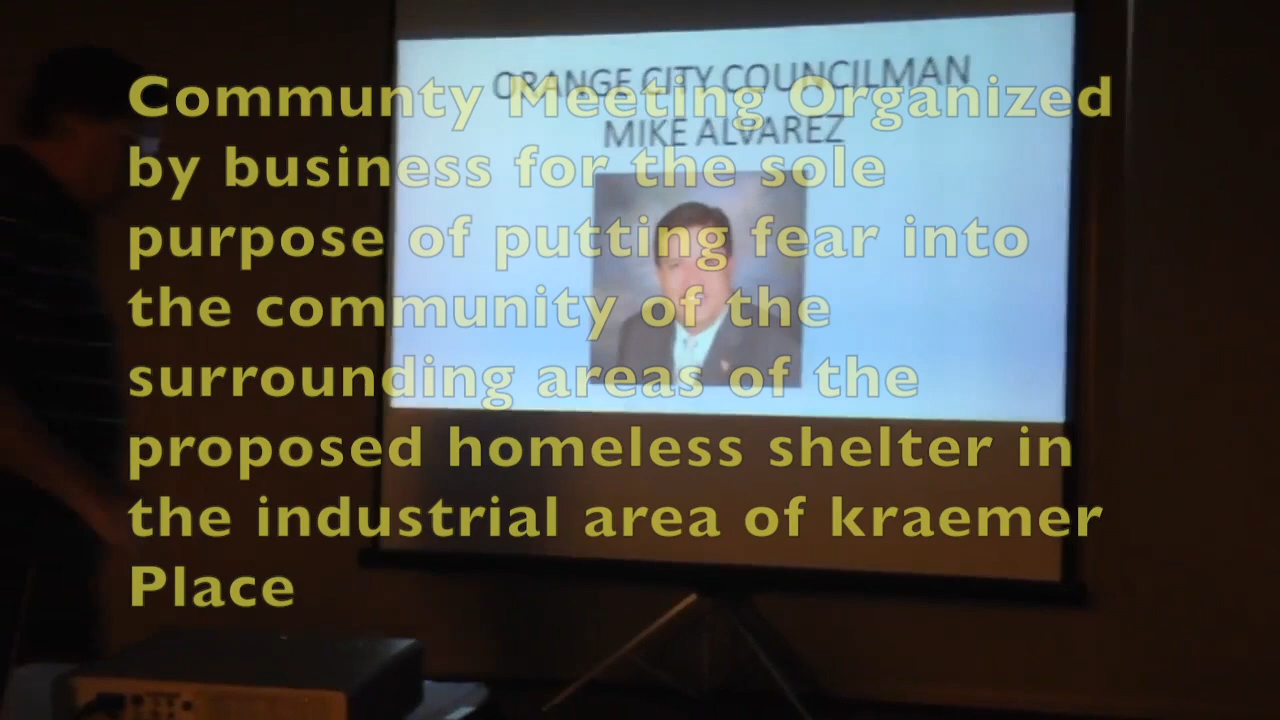 ORANGE CITY COUNCILMAN
MIKE ALVAREZ
Communty Meeting Organized
by business for the sole
purpose of putting fear into
the community of the
surrounding areas of the
proposed homeless shelter in
the industrial area of kraemer
Place